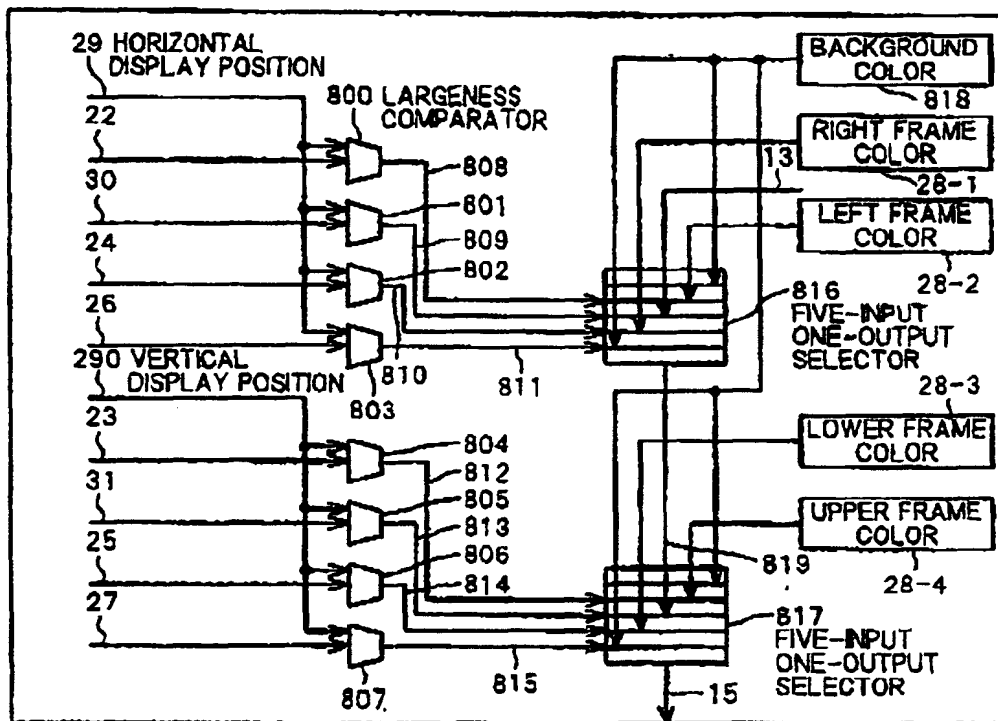 29 HORIZONTAL
DISPLAY POSITION
22
30
24
26
290 VERTICAL
DISPLAY POSITION
23
31
25
27
800 LARGENESS
COMPARATOR
808
801
809
802
810
811
803
804
812
805
813
806
814
807
815
BACKGROUND
COLOR
818
RIGHT FRAME
COLOR
28-1
13
LEFT FRAME
COLOR
28-2
816
FIVE-INPUT
ONE-OUTPUT
SELECTOR
28-3
LOWER FRAME
COLOR
UPPER FRAME
COLOR
28-4
819
817
FIVE-INPUT
ONE-OUTPUT
SELECTOR
15